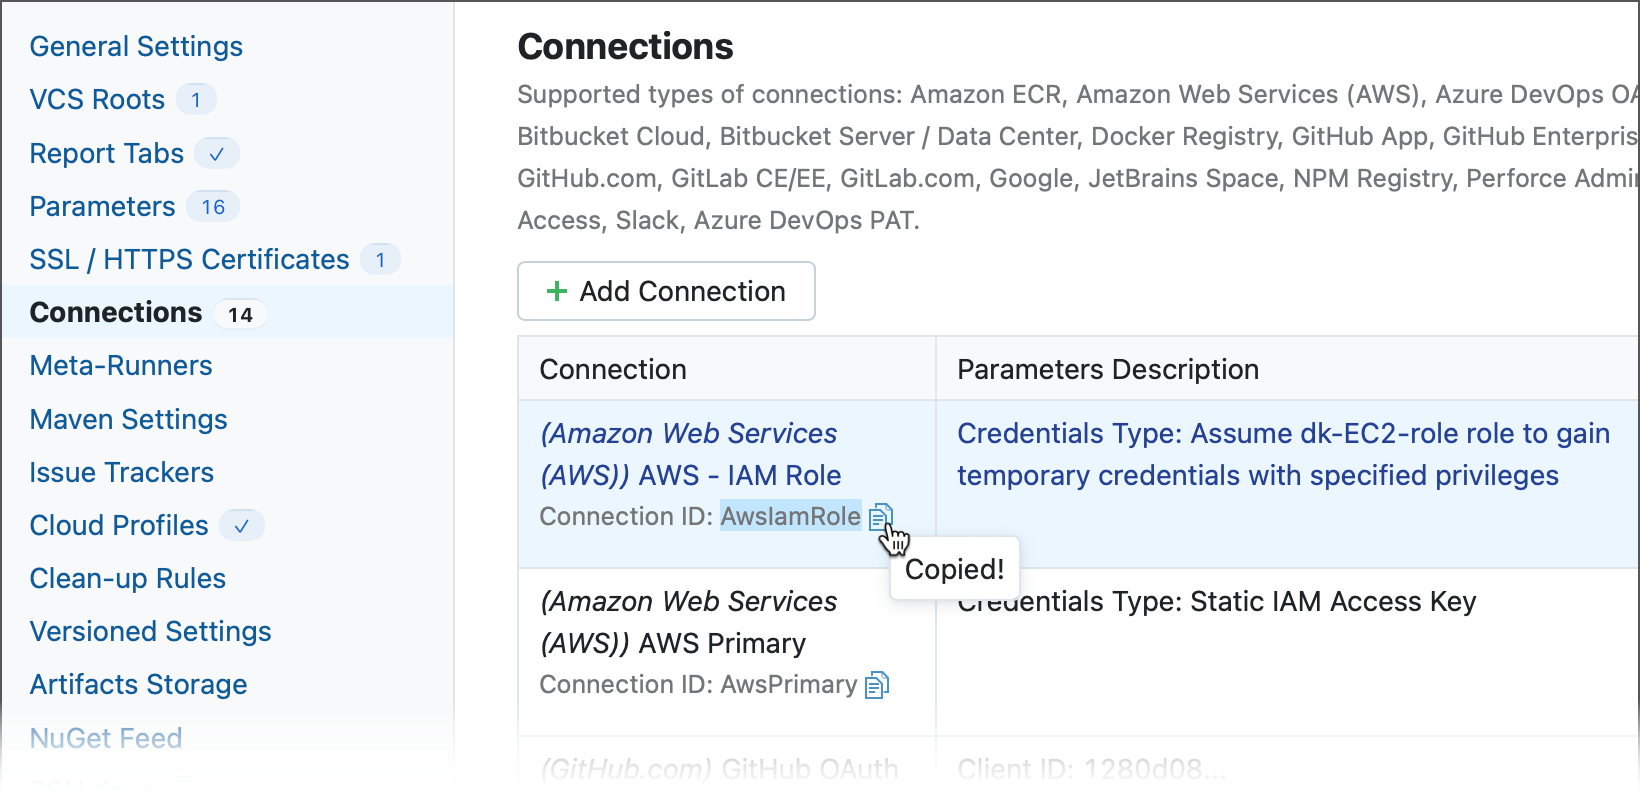 General Settings
VCS Roots 1
Report Tabs ✓
Parameters 16
SSL / HTTPS Certificates 1
Connections 14
Meta-Runners
Maven Settings
Issue Trackers
Cloud Profiles ✓
Clean-up Rules
Versioned Settings
Artifacts Storage
NuGet Feed
Connections
Supported types of connections: Amazon ECR, Amazon Web Services (AWS), Azure DevOps OA
Bitbucket Cloud, Bitbucket Server / Data Center, Docker Registry, GitHub App, GitHub Enterpris
GitHub.com, GitLab CE/EE, GitLab.com, Google, JetBrains Space, NPM Registry, Perforce Admi
Access, Slack, Azure DevOps PAT.
+ Add Connection
Connection
Parameters Description
(Amazon Web Services
(AWS)) AWS - IAM Role
Connection ID: AwsIamRole
Credentials Type: Assume dk-EC2-role role to gain
temporary credentials with specified privileges
Copied!
(Amazon Web Services
(AWS)) AWS Primary
Connection ID: AwsPrimary
Credentials Type: Static IAM Access Key
(GitHub.com) GitHub OAuth
Client ID: 1280d08...